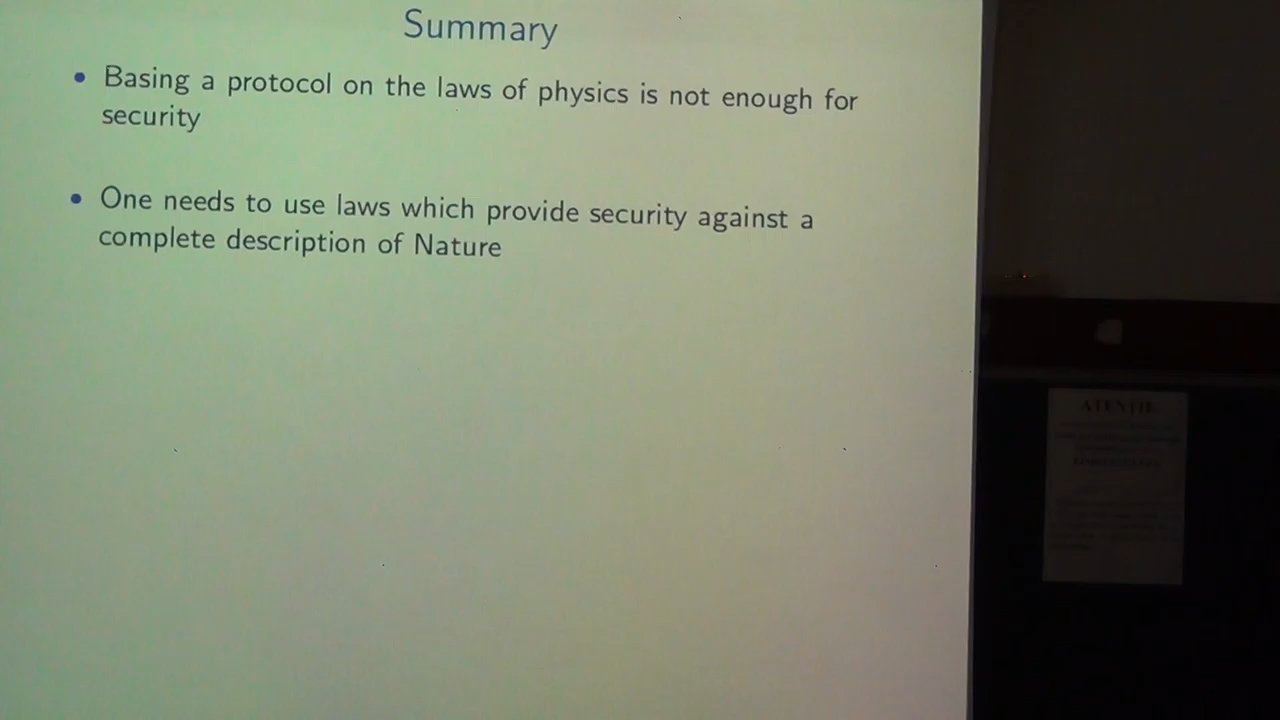 Summary
• Basing a protocol on the laws of physics is not enough for
security
• One needs to use laws which provide security against a
complete description of Nature
ATENȚIE